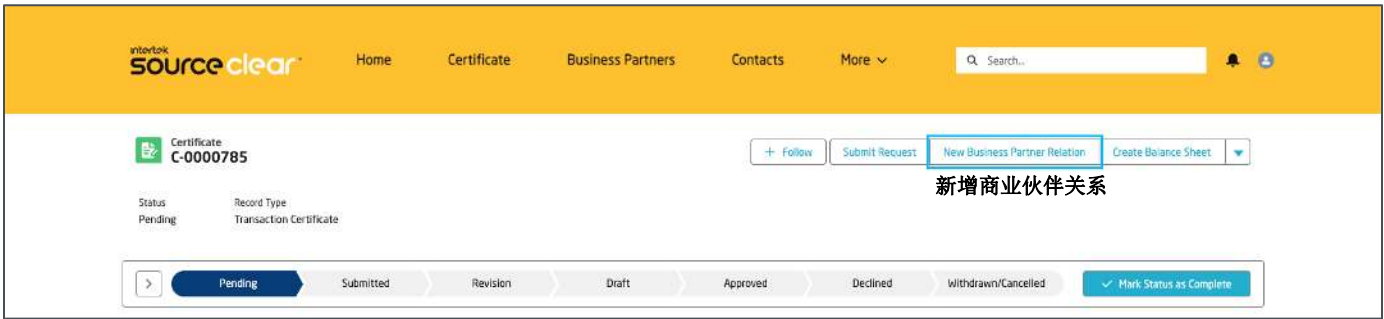 intertek
source clear
Home
Certificate
Business Partners
Contacts
More
Search...
Certificate
C-0000785
+ Follow
Submit Request
New Business Partner Relation
Create Balance Sheet
新增商业伙伴关系
Status
Record Type
Pending
Transaction Certificate
Pending
Submitted
Revision
Draft
Approved
Declined
Withdrawn/Cancelled
Mark Status as Complete